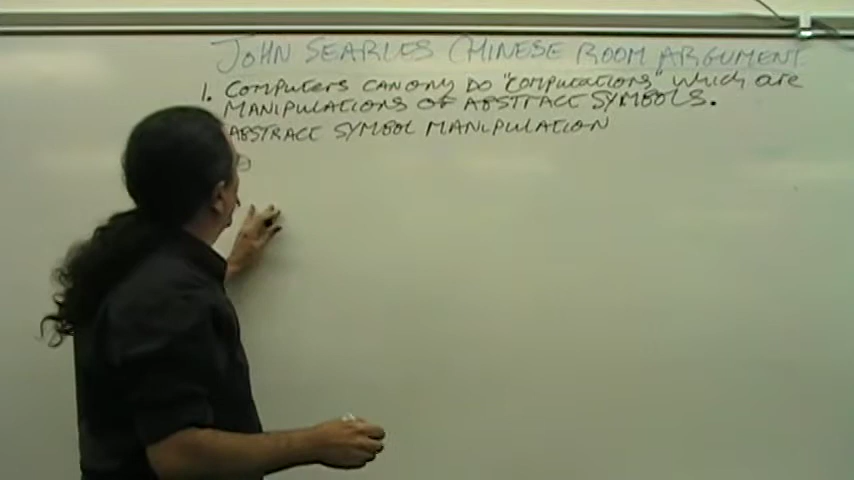 JOHN SEARLES CHINESE ROOM ARGUMENT
1. COMPUTERS CAN ONLY DO "COMPUTATIONS" WHICH are
MANIPULATIONS OF ABSTRACT SYMBOLS.
ABSTRACT SYMBOL MANIPULATION